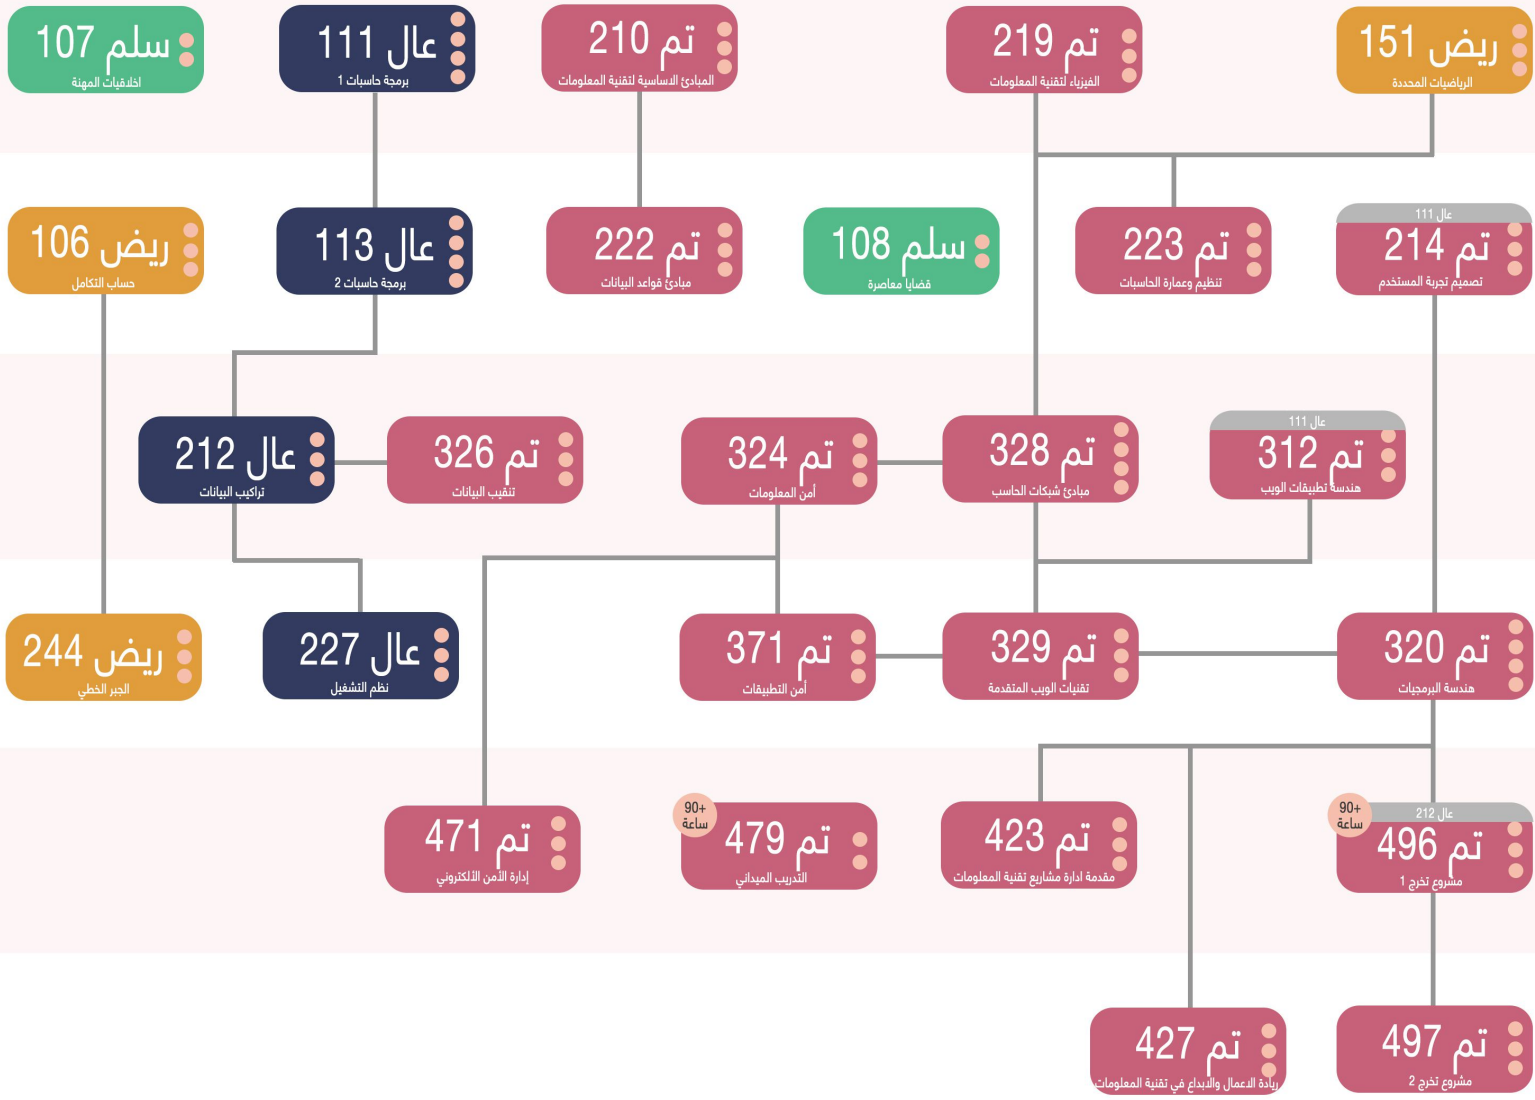 ريض 151
الرياضيات المحددة
تم 219
الفيزياء لتقنية المعلومات
تم 210
المبادئ الاساسية لتقنية المعلومات
عال 111
برمجة حاسبات 1
سلم 107
اخلاقيات المهنة
عال 111
تم 214
تصميم تجربة المستخدم
تم 223
تنظيم وعمارة الحاسبات
سلم 108
قضايا معاصرة
تم 222
مبادئ قواعد البيانات
عال 113
برمجة حاسبات 2
ريض 106
حساب التكامل
عال 111
تم 312
هندسة تطبيقات الويب
تم 328
مبادئ شبكات الحاسب
تم 324
أمن المعلومات
تم 326
تنقيب البيانات
عال 212
تراكيب البيانات
تم 320
هندسة البرمجيات
تم 329
تقنيات الويب المتقدمة
تم 371
أمن التطبيقات
عال 227
نظم التشغيل
ريض 244
الجبر الخطي
+90
ساعة
عال 212
تم 496
مشروع تخرج 1
تم 423
مقدمة ادارة مشاريع تقنية المعلومات
+90
ساعة
تم 479
التدريب الميداني
تم 471
إدارة الأمن الألكتروني
تم 497
مشروع تخرج 2
تم 427
ريادة الاعمال والابداع في تقنية المعلومات